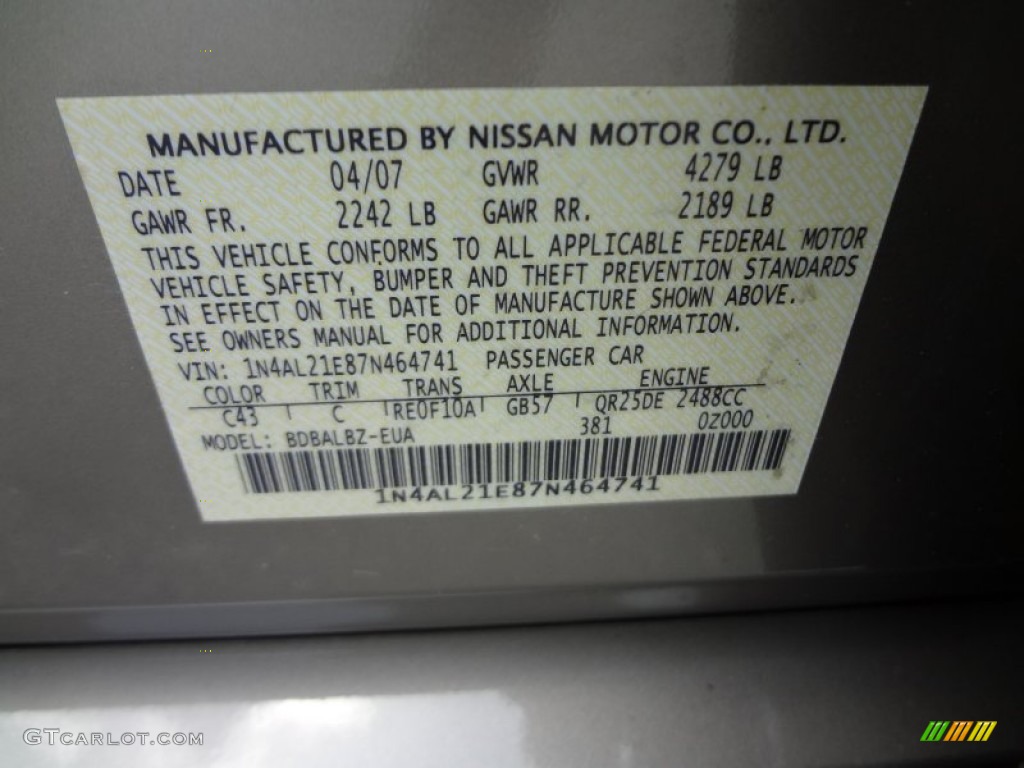 MANUFACTURED BY NISSAN MOTOR CO., LTD.
DATE 04/07 GVWR 4279 LB
GAWR FR. 2242 LB GAWR RR. 2189 LB
THIS VEHICLE CONFORMS TO ALL APPLICABLE FEDERAL MOTOR
VEHICLE SAFETY, BUMPER AND THEFT PREVENTION STANDARDS
IN EFFECT ON THE DATE OF MANUFACTURE SHOWN ABOVE.
SEE OWNERS MANUAL FOR ADDITIONAL INFORMATION.
VIN: 1N4AL21E87N464741 PASSENGER CAR
COLOR TRIM TRANS AXLE ENGINE
C43 C RE0F10A GB57 QR25DE 2488CC
MODEL: BDBALBZ-EUA 381 0Z000
1N4AL21E87N464741
GTCARLOT.COM